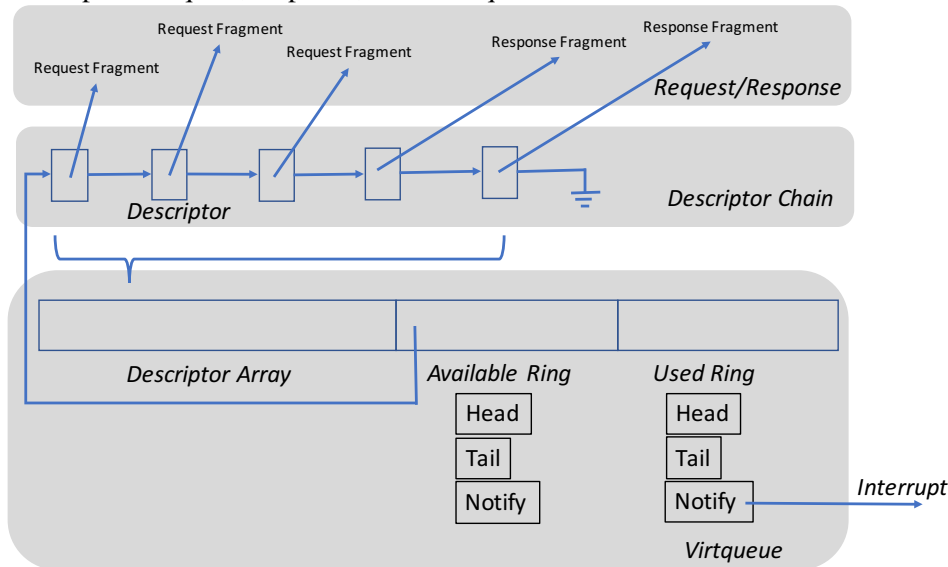 Request Fragment
Response Fragment
Response Fragment
Request Fragment
Request Fragment
Request/Response
Descriptor
Descriptor Chain
Descriptor Array
Available Ring
Used Ring
Head
Head
Tail
Tail
Notify
Notify
Interrupt
Virtqueue